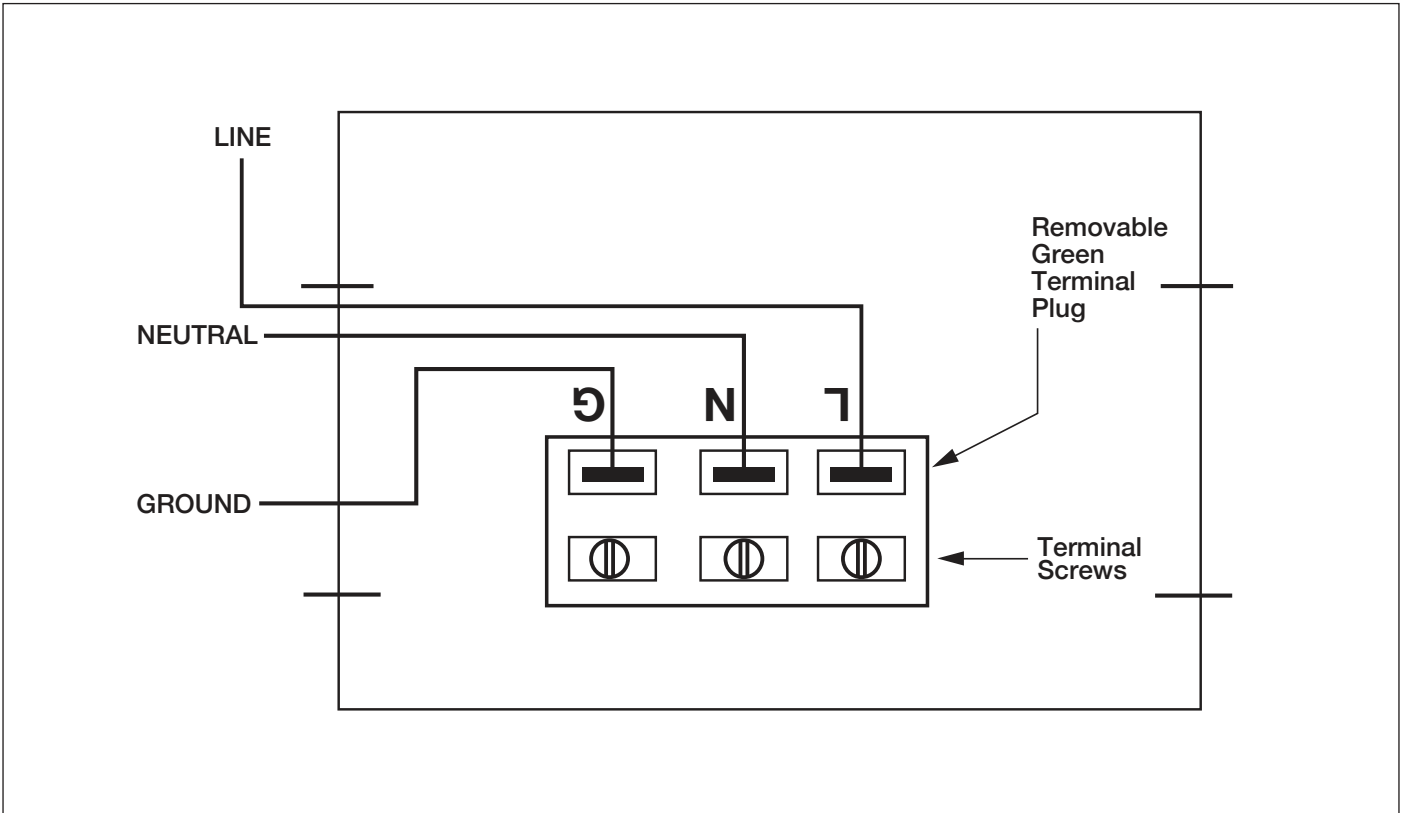 LINE
Removable
Green
Terminal
Plug
NEUTRAL
G N L
GROUND
Terminal
Screws